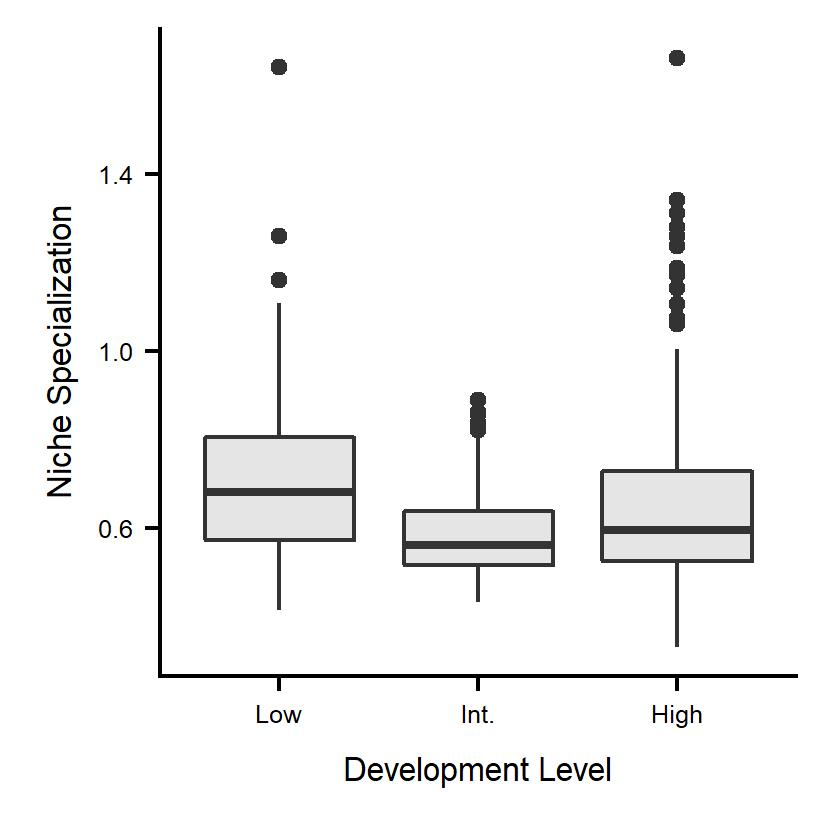 Niche Specialization
1.4
1.0
0.6
Low Int. High
Development Level